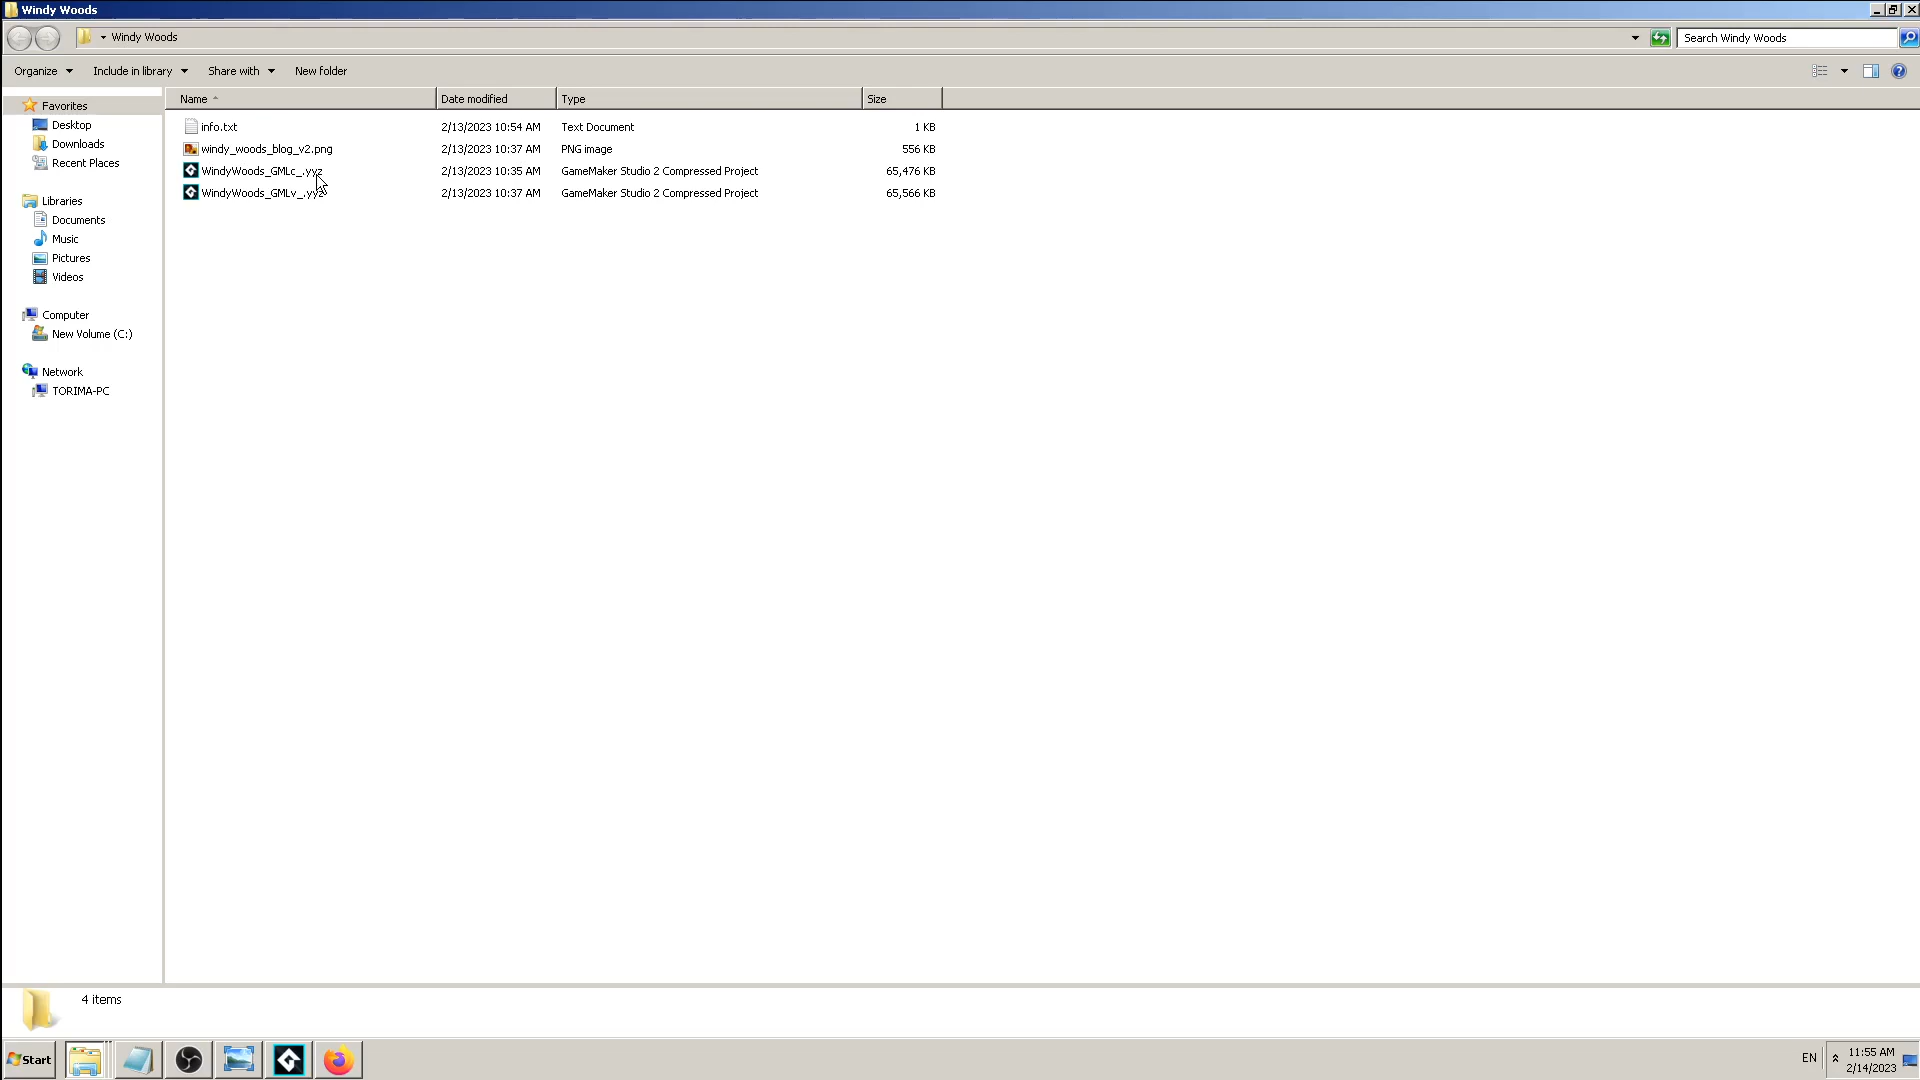 Windy Woods
Windy Woods
Search Windy Woods
Organize Include in library Share with New folder
Name Date modified Type Size
info.txt 2/13/2023 10:54 AM Text Document 1 KB
windy_woods_blog_v2.png 2/13/2023 10:37 AM PNG image 556 KB
WindyWoods_GMLc_.yyz 2/13/2023 10:35 AM GameMaker Studio 2 Compressed Project 65,476 KB
WindyWoods_GMLv_.yyz 2/13/2023 10:37 AM GameMaker Studio 2 Compressed Project 65,566 KB
Favorites
Desktop
Downloads
Recent Places
Libraries
Documents
Music
Pictures
Videos
Computer
New Volume (C:)
Network
TORIMA-PC
4 items
Start
EN
11:55 AM
2/14/2023